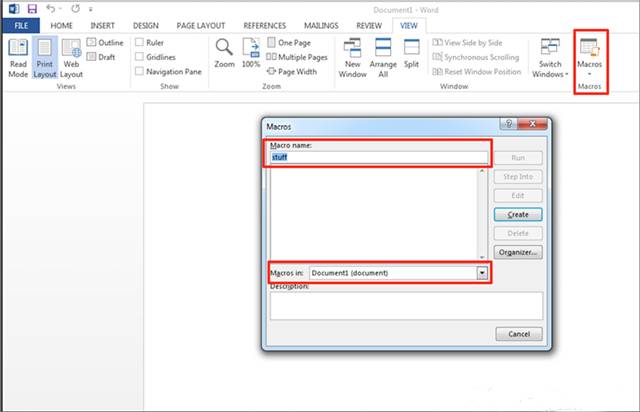 Document1 - Word
FILE HOME INSERT DESIGN PAGE LAYOUT REFERENCES MAILINGS REVIEW VIEW
Read Mode
Print Layout
Web Layout
Outline
Draft
Views
Ruler
Gridlines
Navigation Pane
Show
Zoom
100%
One Page
Multiple Pages
Page Width
Zoom
New Window
Arrange All
Split
View Side by Side
Synchronous Scrolling
Reset Window Position
Window
Switch Windows
Macros
Macros
Macros
Macro name:
stuff
Run
Step Into
Edit
Create
Delete
Organizer...
Macros in: Document1 (document)
Description:
Cancel